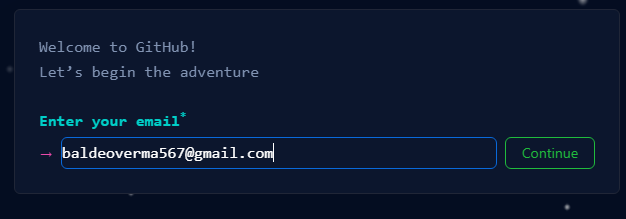 Welcome to GitHub!
Let’s begin the adventure
Enter your email*
→ baldeoverma567@gmail.com Continue